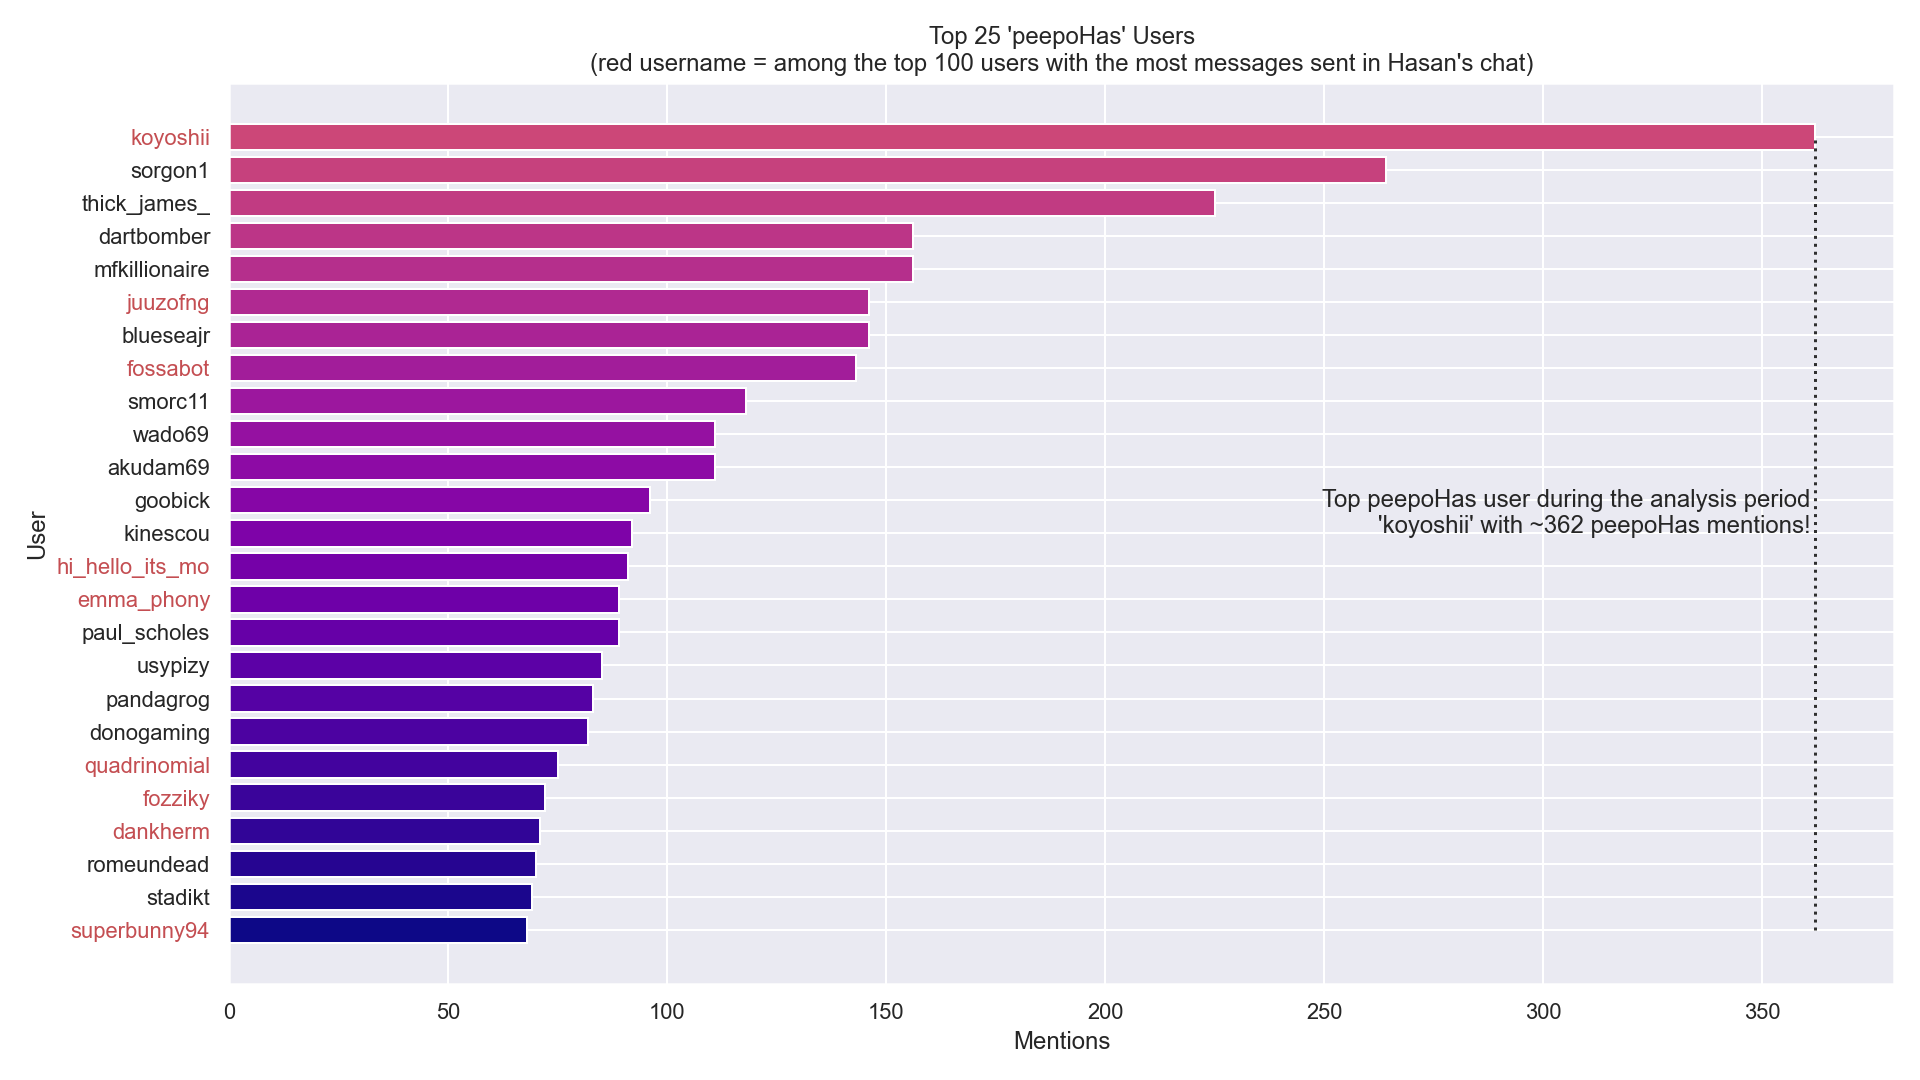 Top 25 'peepoHas' Users
(red username = among the top 100 users with the most messages sent in Hasan's chat)
User
koyoshii
sorgon1
thick_james_
dartbomber
mfkillionaire
juuzofng
blueseajr
fossabot
smorc11
wado69
akudam69
goobick
kinescou
hi_hello_its_mo
emma_phony
paul_scholes
usypizy
pandagrog
donogaming
quadrinomial
fozziky
dankherm
romeundead
stadikt
superbunny94
Top peepoHas user during the analysis period
'koyoshii' with ~362 peepoHas mentions!
0 50 100 150 200 250 300 350
Mentions